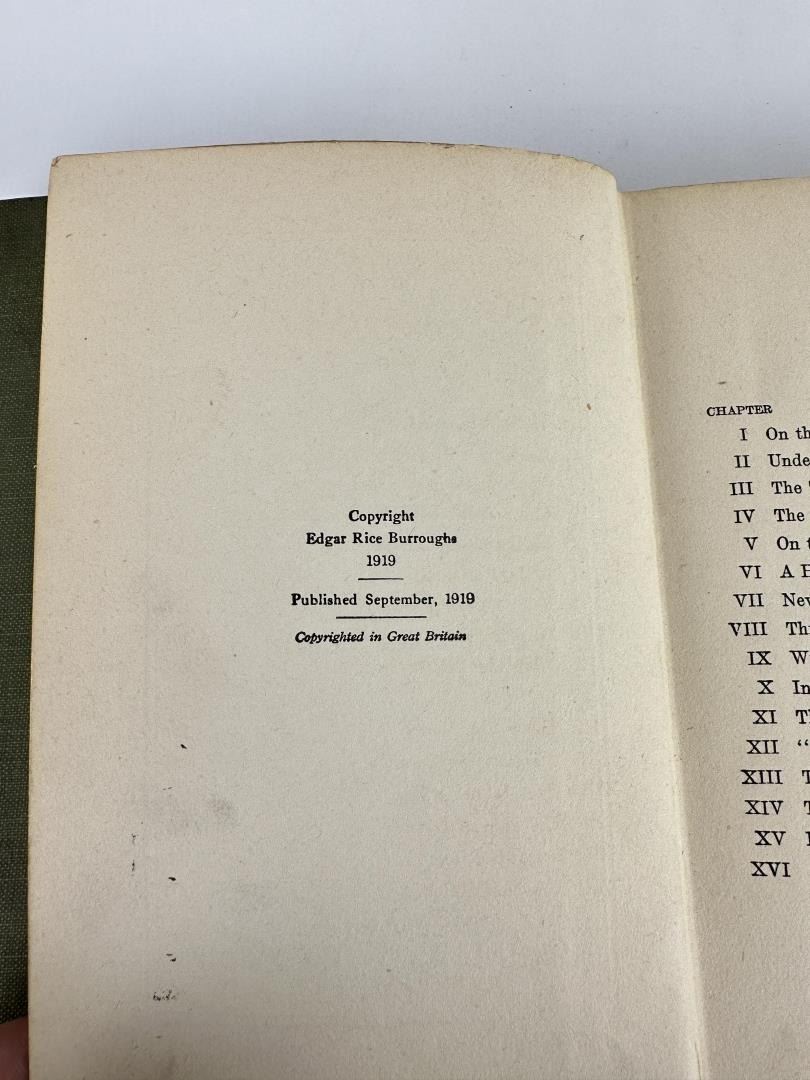 Copyright
Edgar Rice Burroughs
1919
Published September, 1919
Copyrighted in Great Britain
CHAPTER
I On th
II Unde
III The
IV The
V On t
VI A
VII Nev
VIII Th
IX W
X In
XI Th
XII "
XIII T
XIV T
XV
XVI